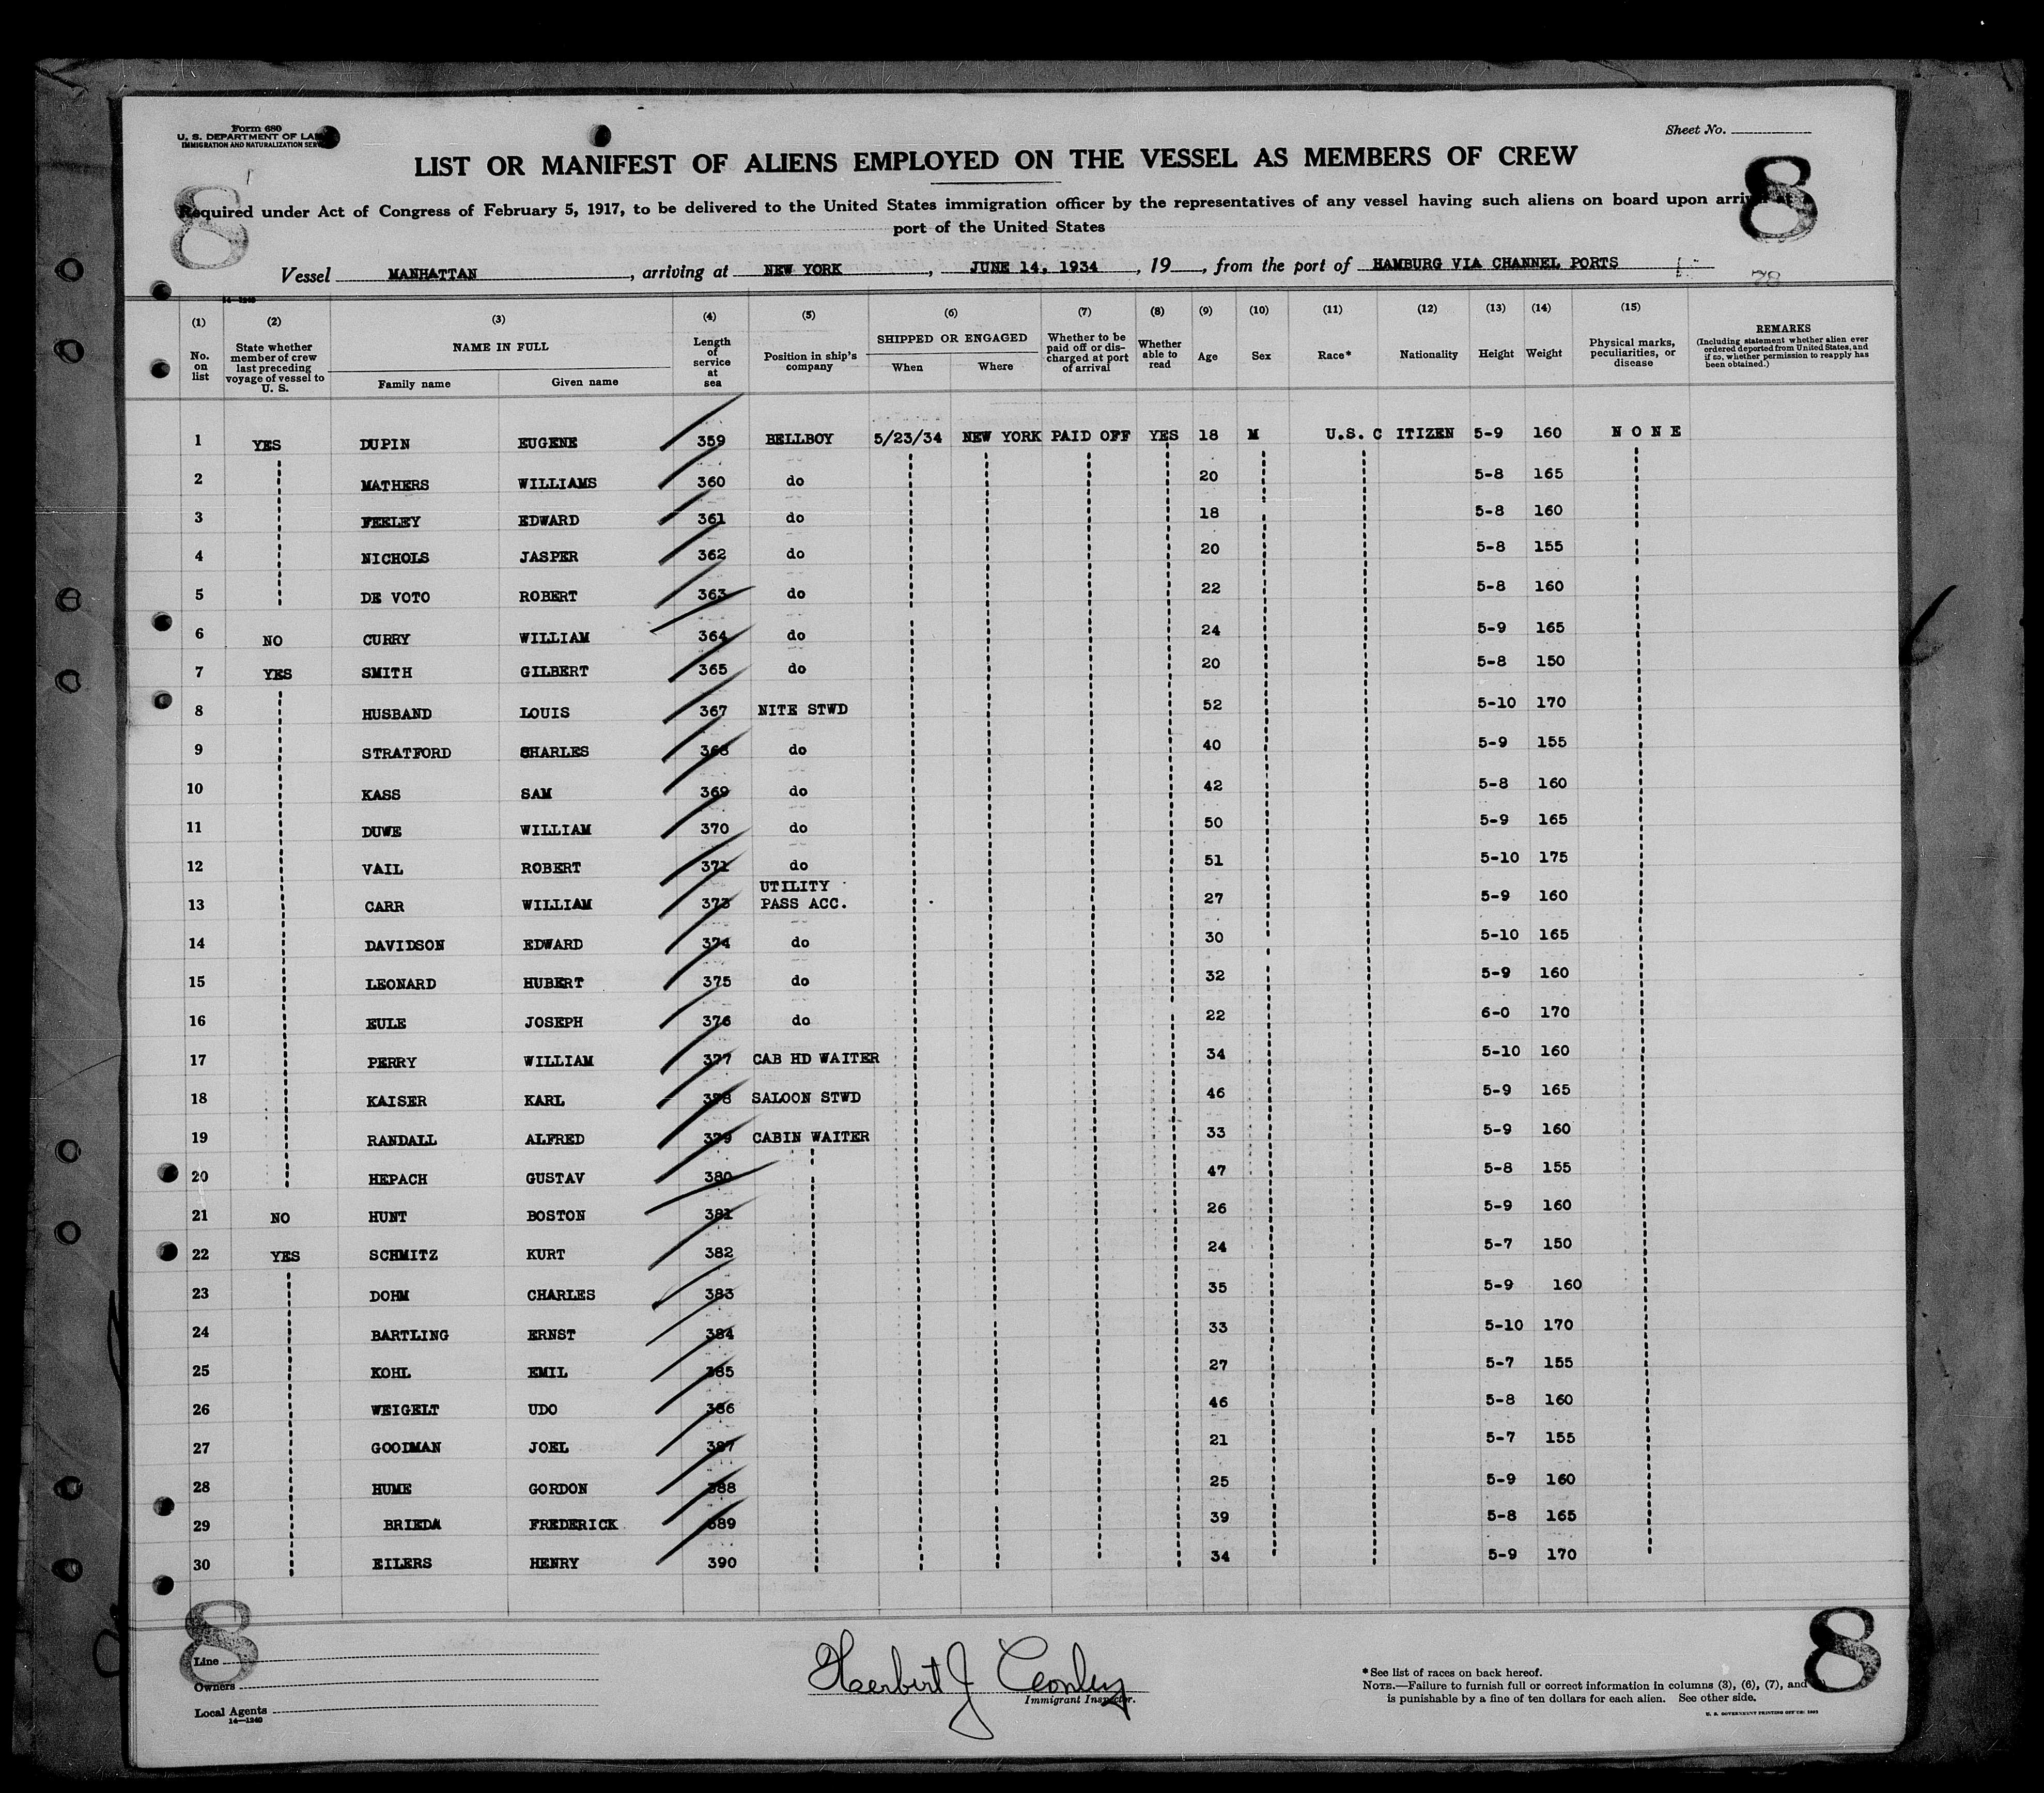 Form 680
U. S. DEPARTMENT OF LA
IMMIGRATION AND NATURALIZATION SERV
Sheet No.
LIST OR MANIFEST OF ALIENS EMPLOYED ON THE VESSEL AS MEMBERS OF CREW
8 8
Required under Act of Congress of February 5, 1917, to be delivered to the United States immigration officer by the representatives of any vessel having such aliens on board upon arriv
port of the United States
Vessel MANHATTAN, arriving at NEW YORK, JUNE 14, 1934, 19, from the port of HAMBURG VIA CHANNEL PORTS
14-1240
(1) (2) (3) (4) (5) (6) (7) (8) (9) (10) (11) (12) (13) (14) (15)
No. on list
State whether member of crew last preceding voyage of vessel to U. S.
NAME IN FULL
Family name Given name
Length of service at sea
Position in ship's company
SHIPPED OR ENGAGED
When Where
Whether to be paid off or discharged at port of arrival
Whether able to read
Age Sex Race* Nationality Height Weight
Physical marks, peculiarities, or disease
REMARKS
(Including statement whether alien ever ordered deported from United States, and if so, whether permission to reapply has been obtained.)
1 YES DUPIN EUGENE 359 BELLBOY 5/23/34 NEW YORK PAID OFF YES 18 M U.S. C ITIZEN 5-9 160 N O N E
2 MATHERS WILLIAMS 360 do 20 5-8 165
3 FEELEY EDWARD 361 do 18 5-8 160
4 NICHOLS JASPER 362 do 20 5-8 155
5 DE VOTO ROBERT 363 do 22 5-8 160
6 NO CURRY WILLIAM 364 do 24 5-9 165
7 YES SMITH GILBERT 365 do 20 5-8 150
8 HUSBAND LOUIS 367 NITE STWD 52 5-10 170
9 STRATFORD CHARLES 368 do 40 5-9 155
10 KASS SAM 369 do 42 5-8 160
11 DUWE WILLIAM 370 do 50 5-9 165
12 VAIL ROBERT 371 do 51 5-10 175
13 CARR WILLIAM 373 UTILITY PASS ACC. 27 5-9 160
14 DAVIDSON EDWARD 374 do 30 5-10 165
15 LEONARD HUBERT 375 do 32 5-9 160
16 EULE JOSEPH 376 do 22 6-0 170
17 PERRY WILLIAM 377 CAB HD WAITER 34 5-10 160
18 KAISER KARL 378 SALOON STWD 46 5-9 165
19 RANDALL ALFRED 379 CABIN WAITER 33 5-9 160
20 HEPACH GUSTAV 380 47 5-8 155
21 NO HUNT BOSTON 381 26 5-9 160
22 YES SCHMITZ KURT 382 24 5-7 150
23 DOHM CHARLES 383 35 5-9 160
24 BARTLING ERNST 384 33 5-10 170
25 KOHL EMIL 385 27 5-7 155
26 WEIGELT UDO 386 46 5-8 160
27 GOODMAN JOEL 387 21 5-7 155
28 HUME GORDON 388 25 5-9 160
29 BRIEDA FREDERICK 389 39 5-8 165
30 EILERS HENRY 390 34 5-9 170
8 8
Line
Owners
Local Agents
14-1240
Herbert J Conley
Immigrant Inspector.
*See list of races on back hereof.
NOTE.—Failure to furnish full or correct information in columns (3), (6), (7), and
is punishable by a fine of ten dollars for each alien. See other side.
U. S. GOVERNMENT PRINTING OFFICE: